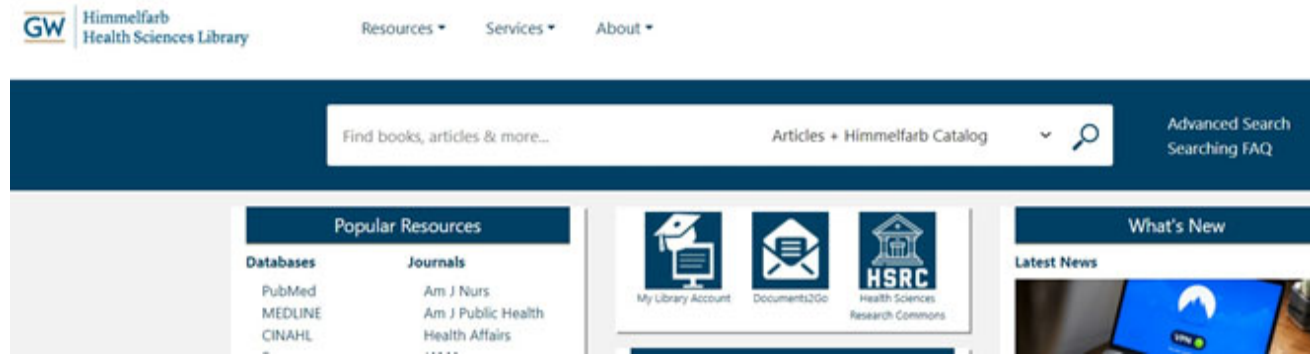 GW
Himmelfarb
Health Sciences Library
Resources
Services
About
Find books, articles & more...
Articles + Himmelfarb Catalog
Advanced Search
Searching FAQ
Popular Resources
Databases
PubMed
MEDLINE
CINAHL
Journals
Am J Nurs
Am J Public Health
Health Affairs
My Library Account
Documents2Go
HSRC
Health Sciences
Research Commons
What's New
Latest News
VPN